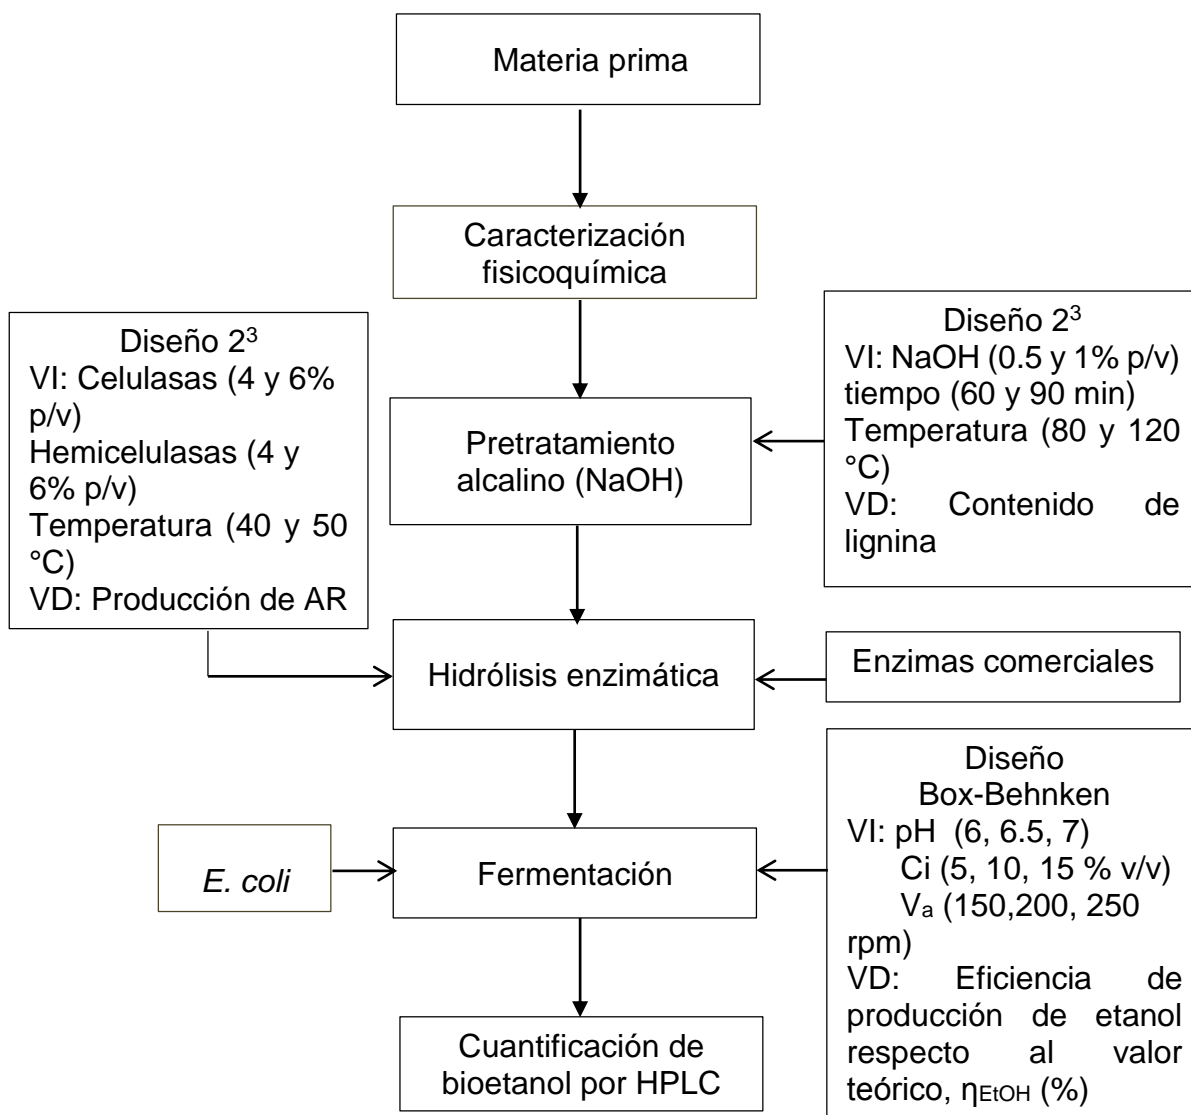 Materia prima
Caracterización
fisicoquímica
Diseño 2³
VI: Celulasas (4 y 6%
p/v)
Hemicelulasas (4 y
6% p/v)
Temperatura (40 y 50
°C)
VD: Producción de AR
Pretratamiento
alcalino (NaOH)
Diseño 2³
VI: NaOH (0.5 y 1% p/v)
tiempo (60 y 90 min)
Temperatura (80 y 120
°C)
VD: Contenido de
lignina
Hidrólisis enzimática
Enzimas comerciales
E. coli
Fermentación
Diseño
Box-Behnken
VI: pH (6, 6.5, 7)
Ci (5, 10, 15 % v/v)
Va (150,200, 250
rpm)
VD: Eficiencia de
producción de etanol
respecto al valor
teórico, ηEtOH (%)
Cuantificación de
bioetanol por HPLC